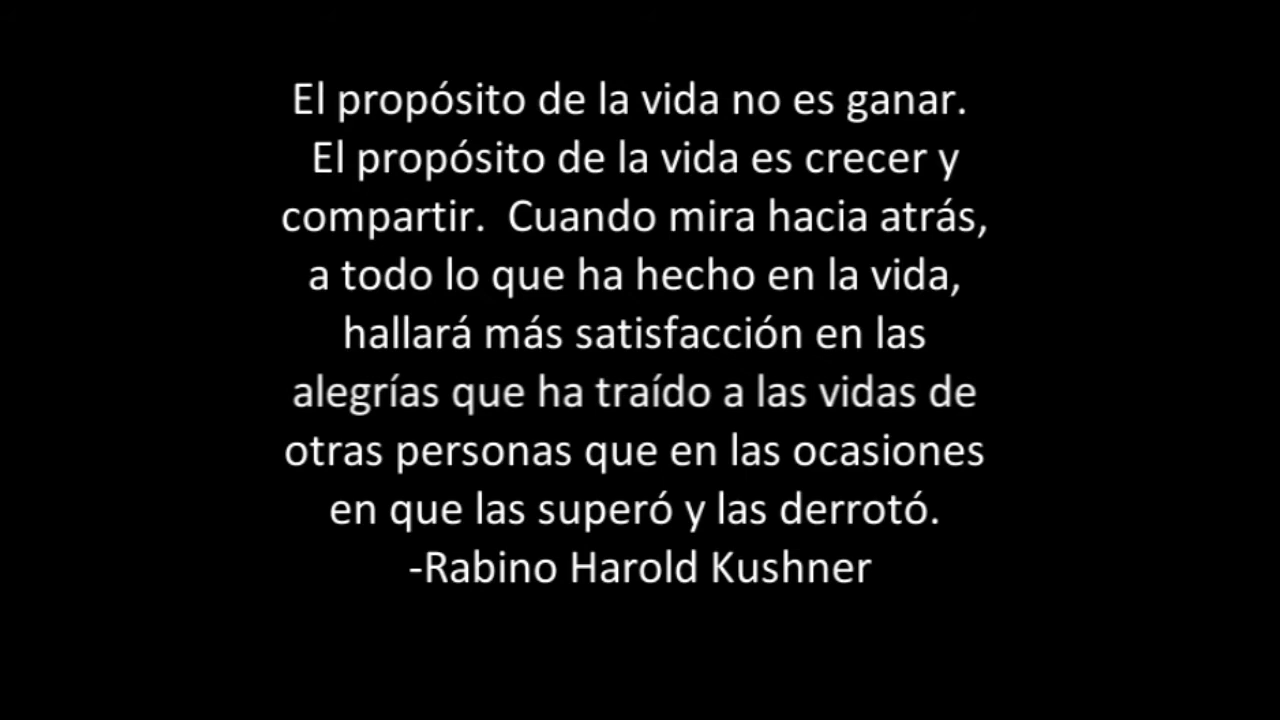 El propósito de la vida no es ganar.
El propósito de la vida es crecer y
compartir.  Cuando mira hacia atrás,
a todo lo que ha hecho en la vida,
hallará más satisfacción en las
alegrías que ha traído a las vidas de
otras personas que en las ocasiones
en que las superó y las derrotó.
-Rabino Harold Kushner